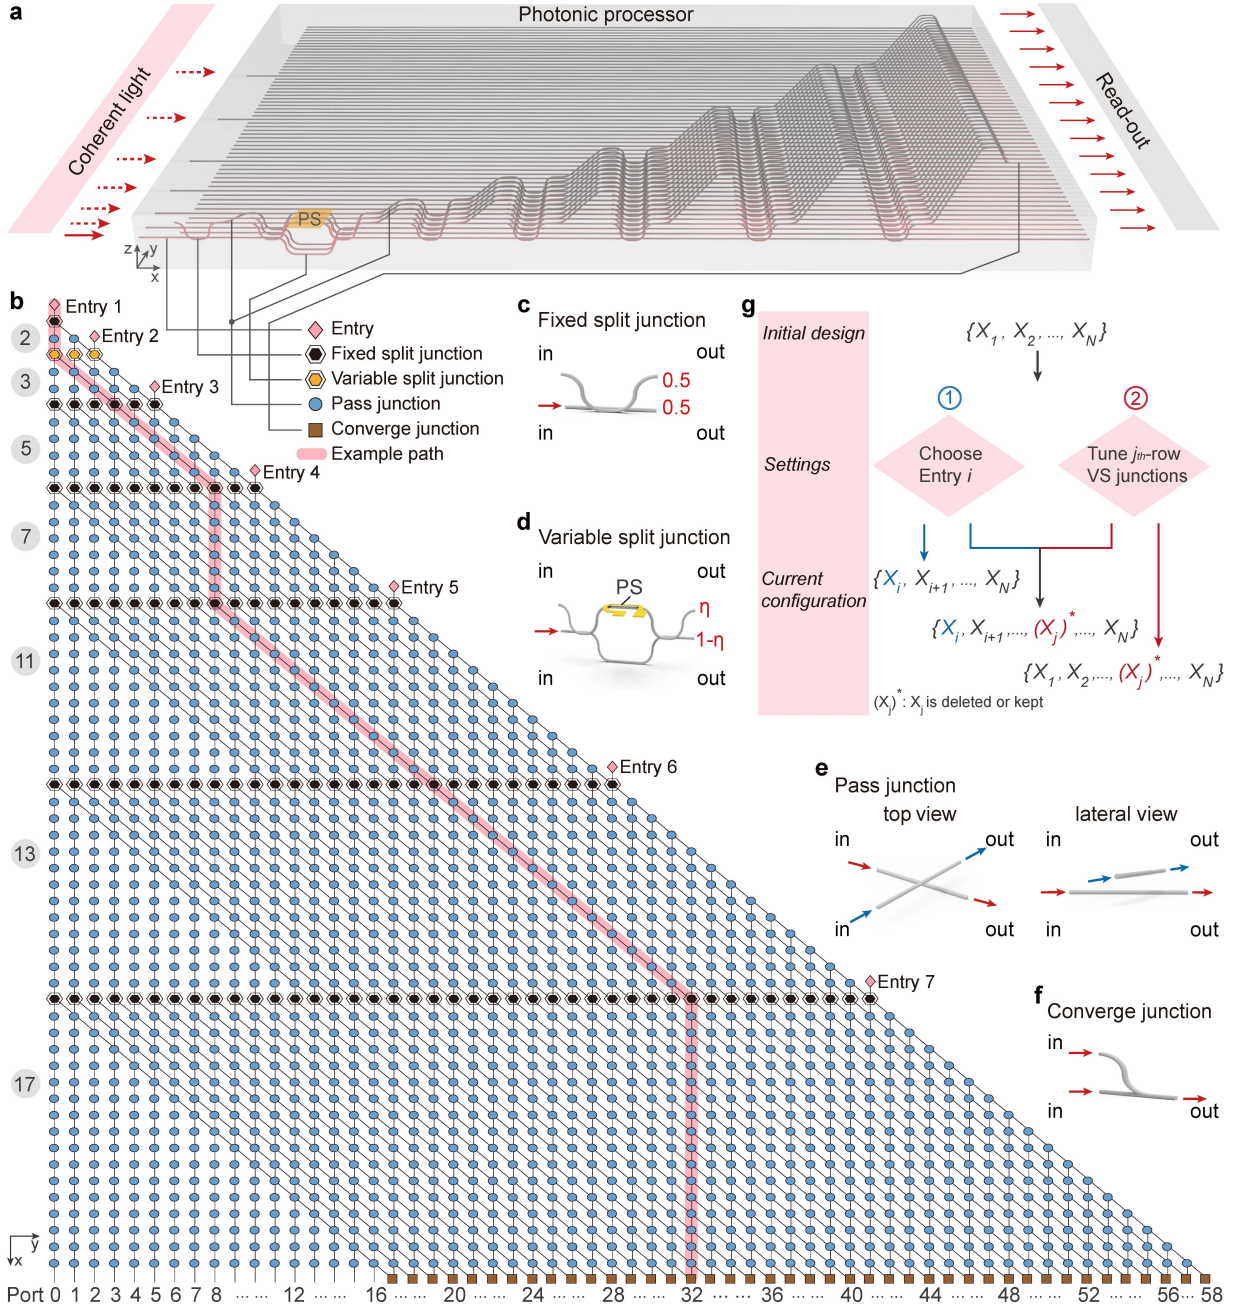 a
Photonic processor
Coherent light
Read-out
PS
z
y
x
b
Entry 1
Entry 2
Entry 3
Entry 4
Entry 5
Entry 6
Entry 7
2
3
5
7
11
13
17
Entry
Fixed split junction
Variable split junction
Pass junction
Converge junction
Example path
y
x
Port 0 1 2 3 4 5 6 7 8 ... ... 12 ... ... 16 ... ... 20 ... ... 24 ... ... 28 ... ... 32 ... ... 36 ... ... 40 ... ... 44 ... ... 48 ... ... 52 ... ... 56 ... 58
c
Fixed split junction
in
out
0.5
0.5
in
out
d
Variable split junction
in
out
PS
η
1-η
in
out
g
Initial design
{X1, X2, ..., XN}
1
2
Settings
Choose
Entry i
Tune jth-row
VS junctions
Current
configuration
{Xi, Xi+1, ..., XN}
{Xi, Xi+1,..., (Xj)*,..., XN}
{X1, X2,..., (Xj)*,..., XN}
(Xj)*: Xj is deleted or kept
e
Pass junction
top view
lateral view
in
out
in
out
in
out
in
out
f
Converge junction
in
in
out